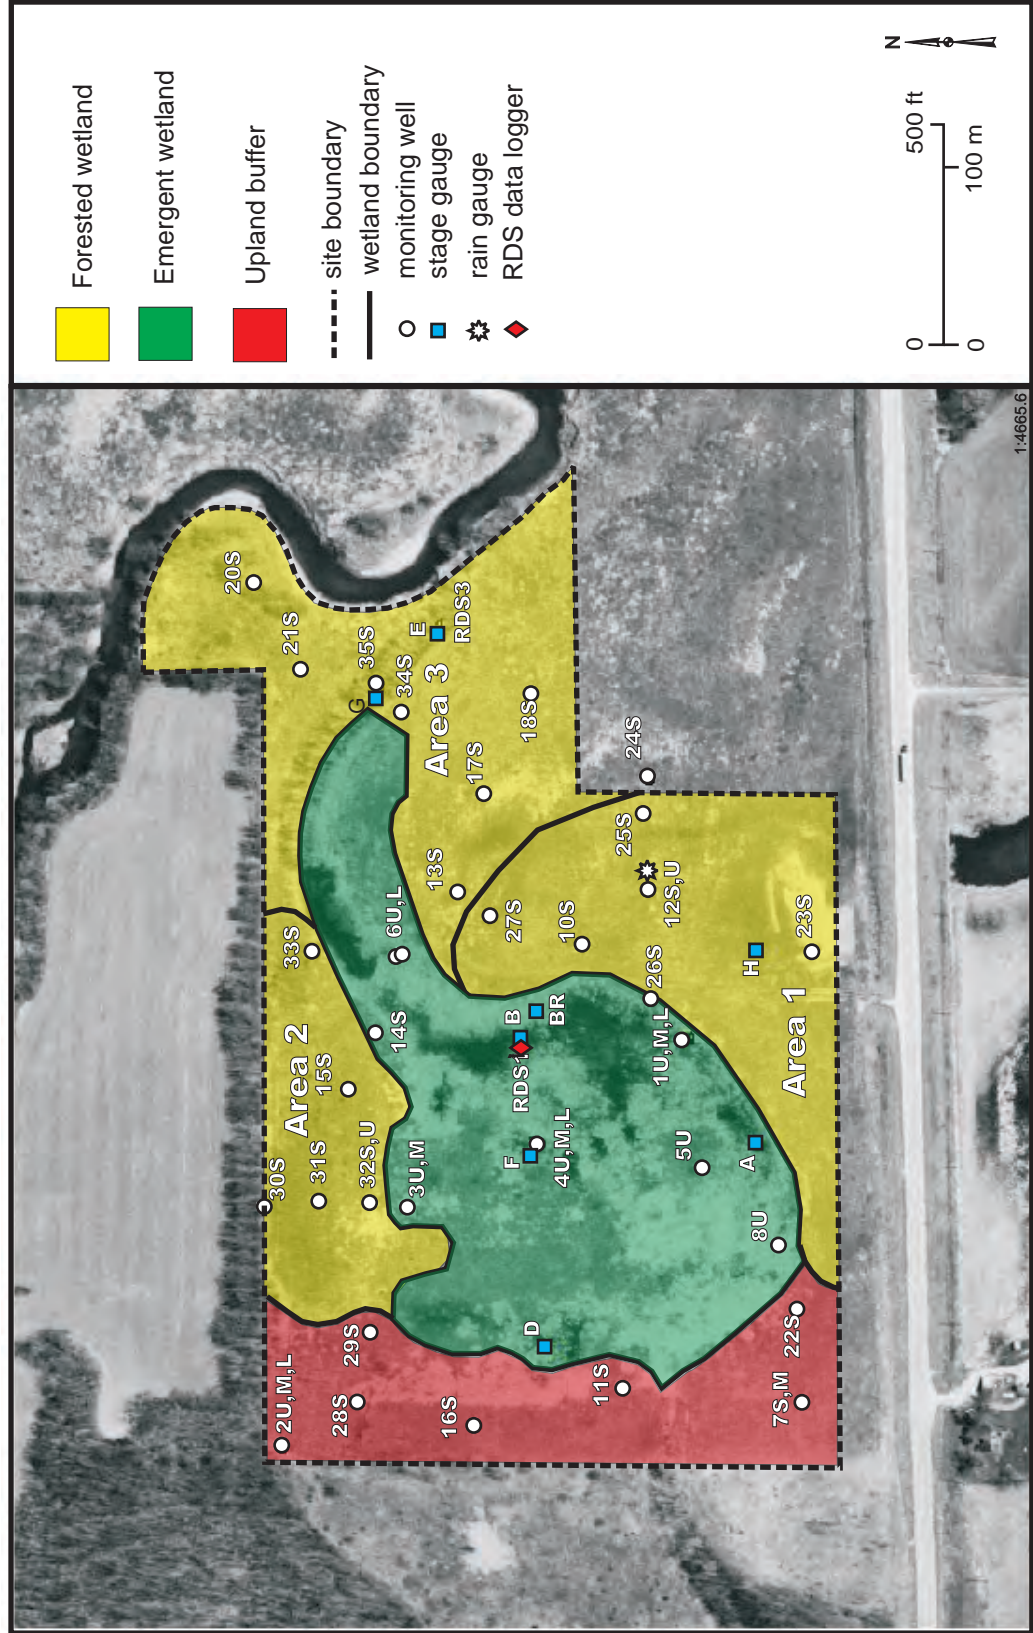 Forested wetland
Emergent wetland
Upland buffer
site boundary
wetland boundary
monitoring well
stage gauge
rain gauge
RDS data logger
N
0
500 ft
0
100 m
1:4665.6
20S
21S
35S
G
34S
E
RDS3
Area 3
17S
18S
24S
25S
12S,U
13S
27S
10S
6U,L
33S
14S
Area 2
15S
30S
31S
32S,U
3U,M
B
BR
RDS1
F
4U,M,L
26S
1U,M,L
H
23S
Area 1
5U
A
8U
D
29S
2U,M,L
28S
16S
11S
22S
7S,M